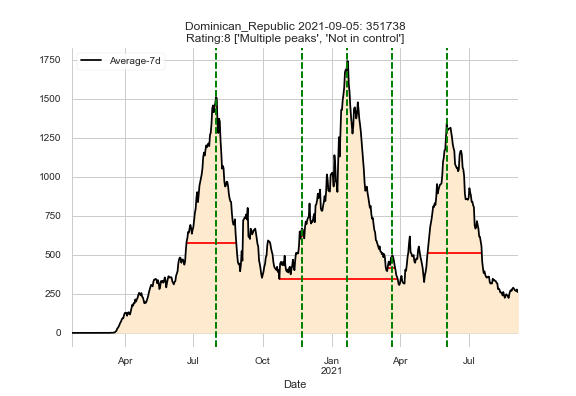 Dominican_Republic 2021-09-05: 351738
Rating:8 ['Multiple peaks', 'Not in control']
Average-7d
1750
1500
1250
1000
750
500
250
0
Apr
Jul
Oct
Jan
2021
Apr
Jul
Date